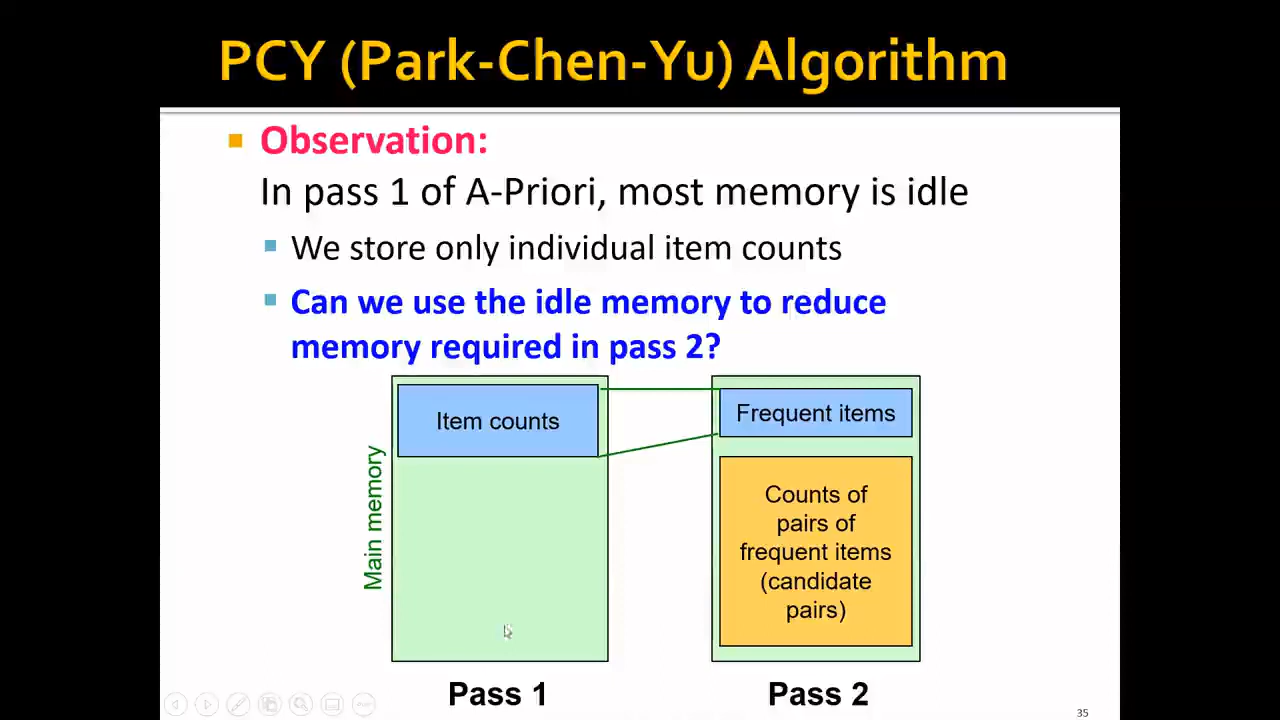 PCY (Park-Chen-Yu) Algorithm
Observation:
In pass 1 of A-Priori, most memory is idle
We store only individual item counts
Can we use the idle memory to reduce
memory required in pass 2?
Main memory
Item counts
Frequent items
Counts of
pairs of
frequent items
(candidate
pairs)
Pass 1
Pass 2
35